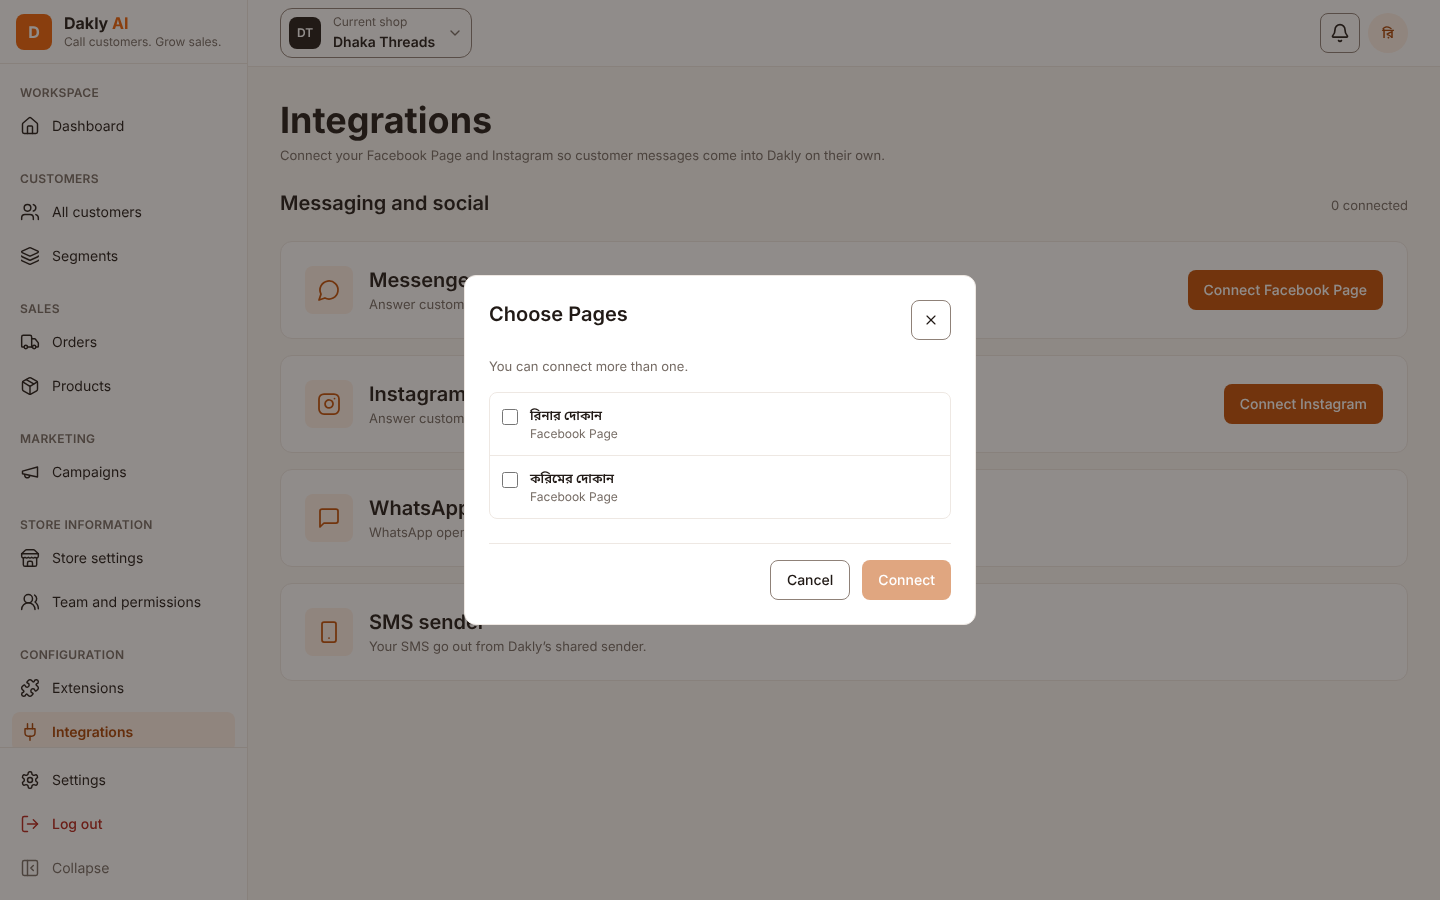 D
Dakly AI
Call customers. Grow sales.
DT
Current shop
Dhaka Threads
রি
WORKSPACE
Dashboard
CUSTOMERS
All customers
Segments
SALES
Orders
Products
MARKETING
Campaigns
STORE INFORMATION
Store settings
Team and permissions
CONFIGURATION
Extensions
Integrations
Settings
Log out
Collapse
Integrations
Connect your Facebook Page and Instagram so customer messages come into Dakly on their own.
Messaging and social
0 connected
Answer
Connect Facebook Page
Instagram
Answer
Connect Instagram
WhatsApp
WhatsApp
SMS sender
Your SMS go out from Dakly’s shared sender.
Choose Pages
You can connect more than one.
রিনার দোকান
Facebook Page
করিমের দোকান
Facebook Page
Cancel
Connect